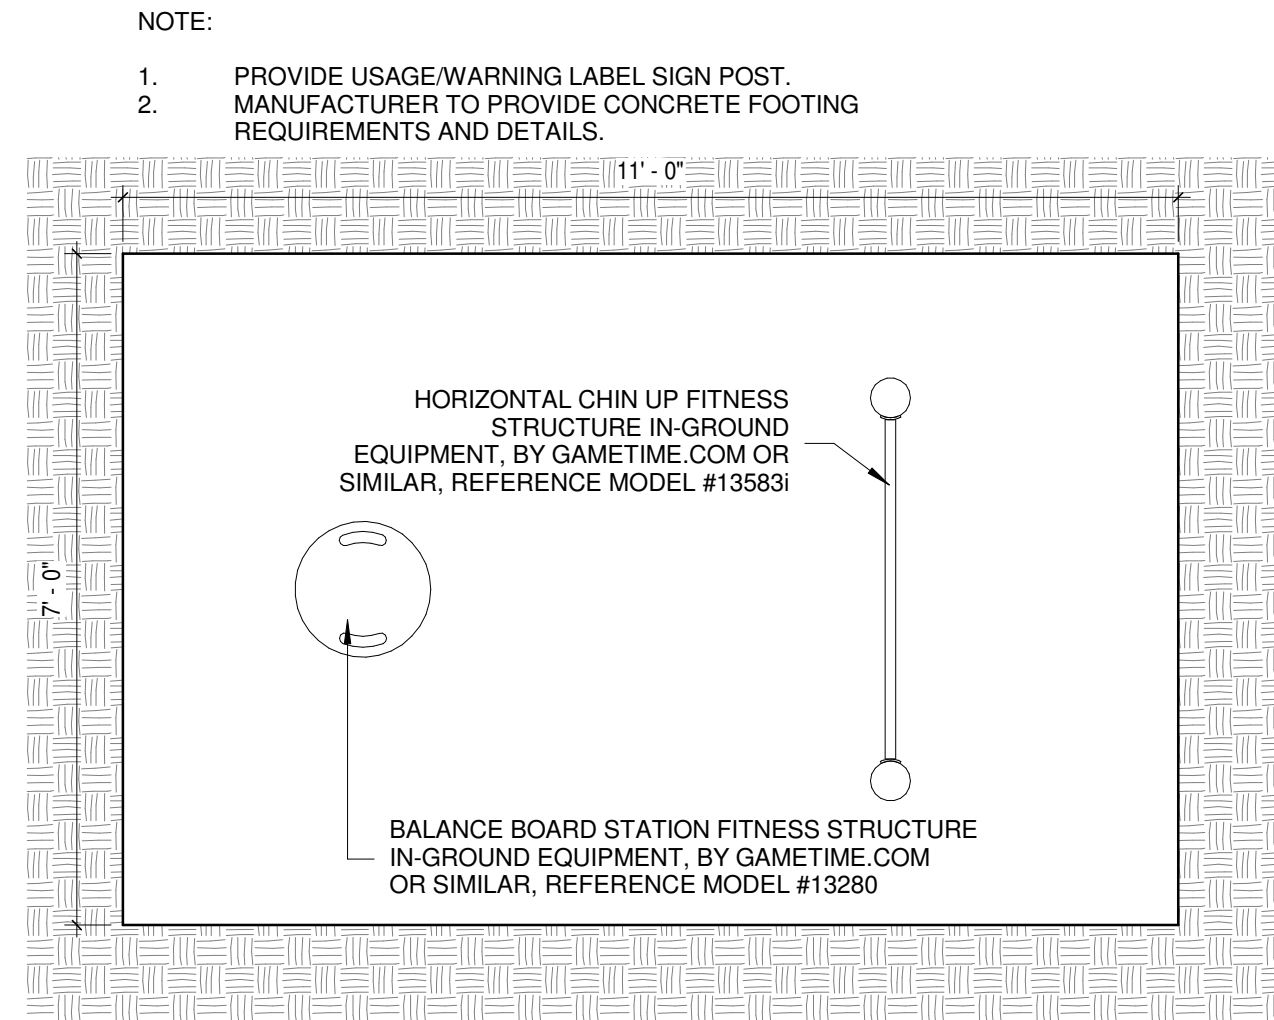 NOTE:
1. PROVIDE USAGE/WARNING LABEL SIGN POST.
2. MANUFACTURER TO PROVIDE CONCRETE FOOTING
REQUIREMENTS AND DETAILS.
11' - 0"
HORIZONTAL CHIN UP FITNESS
STRUCTURE IN-GROUND
EQUIPMENT, BY GAMETIME.COM OR
SIMILAR, REFERENCE MODEL #13583i
7' - 0"
BALANCE BOARD STATION FITNESS STRUCTURE
IN-GROUND EQUIPMENT, BY GAMETIME.COM
OR SIMILAR, REFERENCE MODEL #13280